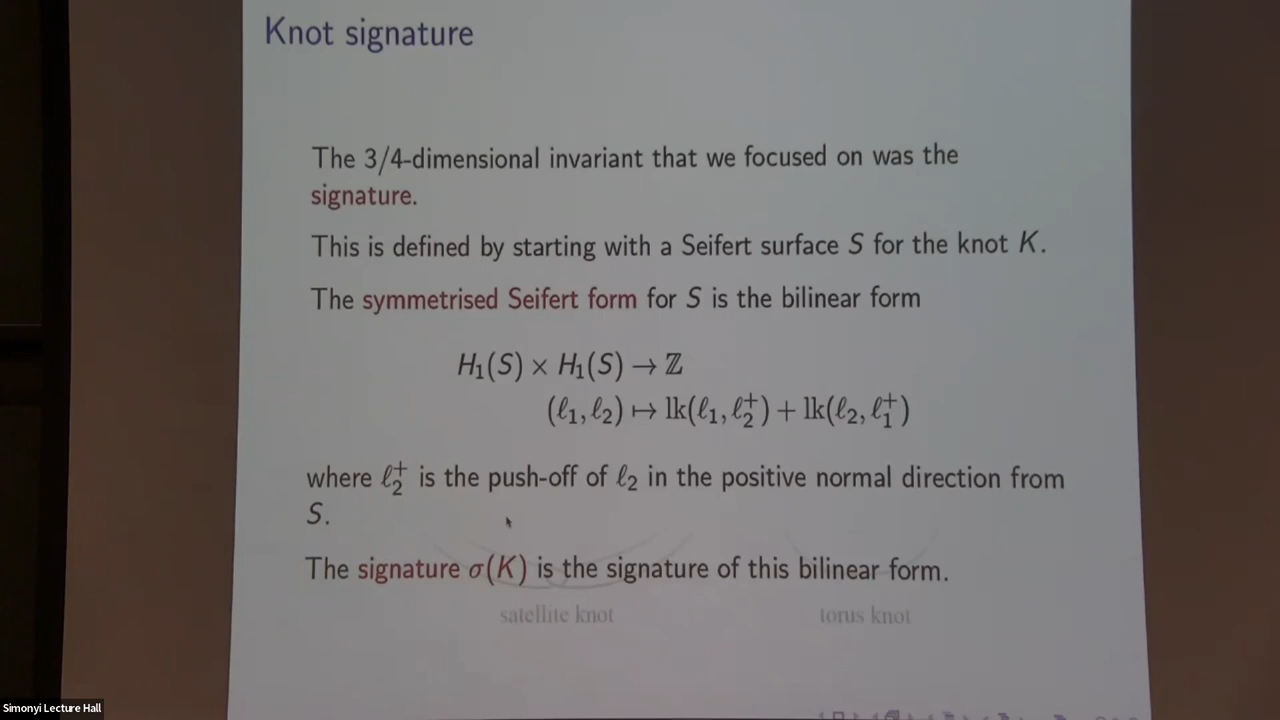 Knot signature
The 3/4-dimensional invariant that we focused on was the
signature.
This is defined by starting with a Seifert surface S for the knot K.
The symmetrised Seifert form for S is the bilinear form
H₁(S) × H₁(S) → ℤ
(ℓ₁, ℓ₂) ↦ lk(ℓ₁, ℓ₂⁺) + lk(ℓ₂, ℓ₁⁺)
where ℓ₂⁺ is the push-off of ℓ₂ in the positive normal direction from
S.
The signature σ(K) is the signature of this bilinear form.
satellite knot torus knot
Simonyi Lecture Hall